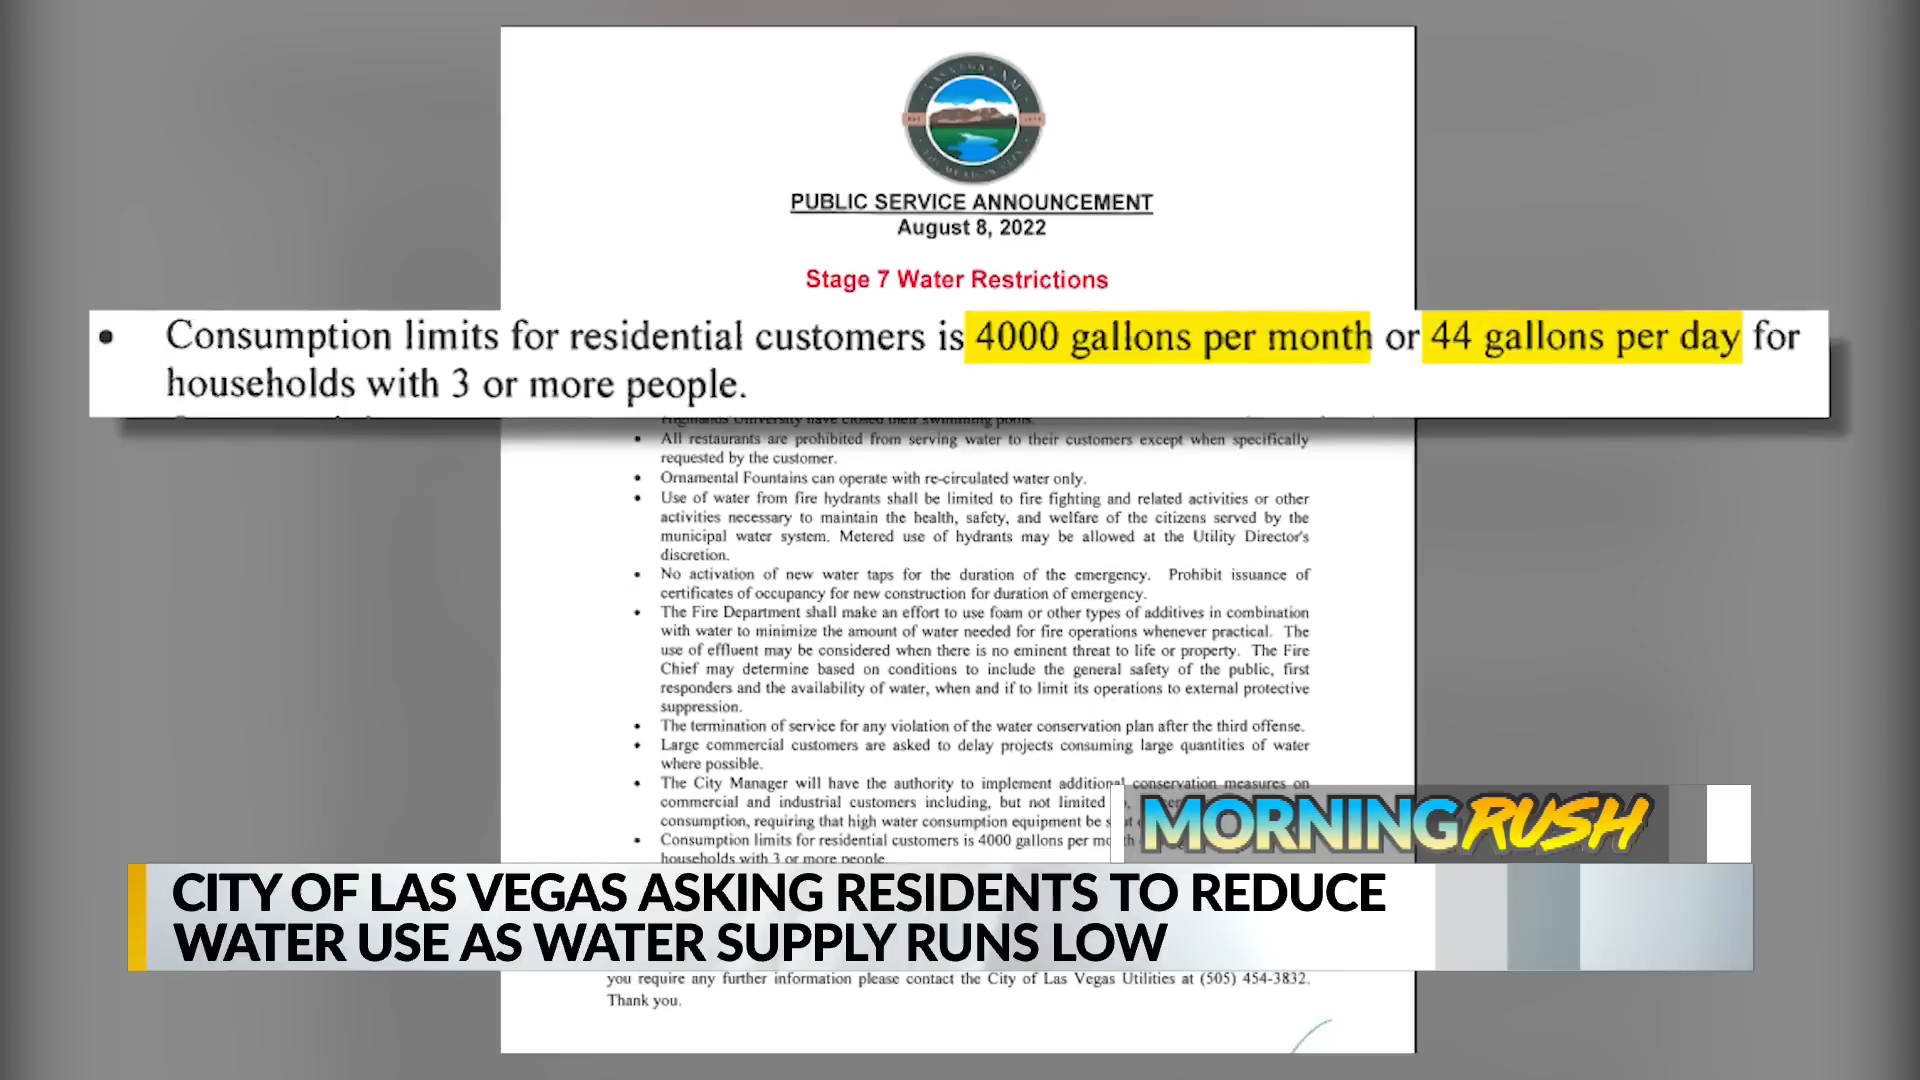 LAS VEGAS, NM
PUBLIC SERVICE ANNOUNCEMENT
August 8, 2022
Stage 7 Water Restrictions
• Consumption limits for residential customers is 4000 gallons per month or 44 gallons per day for
households with 3 or more people.
Highlands University have closed their swimming pools.
• All restaurants are prohibited from serving water to their customers except when specifically
requested by the customer.
• Ornamental Fountains can operate with re-circulated water only.
• Use of water from fire hydrants shall be limited to fire fighting and related activities or other
activities necessary to maintain the health, safety, and welfare of the citizens served by the
municipal water system. Metered use of hydrants may be allowed at the Utility Director's
discretion.
• No activation of new water taps for the duration of the emergency. Prohibit issuance of
certificates of occupancy for new construction for duration of emergency.
• The Fire Department shall make an effort to use foam or other types of additives in combination
with water to minimize the amount of water needed for fire operations whenever practical. The
use of effluent may be considered when there is no eminent threat to life or property. The Fire
Chief may determine based on conditions to include the general safety of the public, first
responders and the availability of water, when and if to limit its operations to external protective
suppression.
• The termination of service for any violation of the water conservation plan after the third offense.
• Large commercial customers are asked to delay projects consuming large quantities of water
where possible.
• The City Manager will have the authority to implement additional conservation measures on
commercial and industrial customers including, but not limited
consumption, requiring that high water consumption equipment be
• Consumption limits for residential customers is 4000 gallons per
households with 3 or more people.
MORNING RUSH
CITY OF LAS VEGAS ASKING RESIDENTS TO REDUCE
WATER USE AS WATER SUPPLY RUNS LOW
you require any further information please contact the City of Las Vegas Utilities at (505) 454-3832.
Thank you.